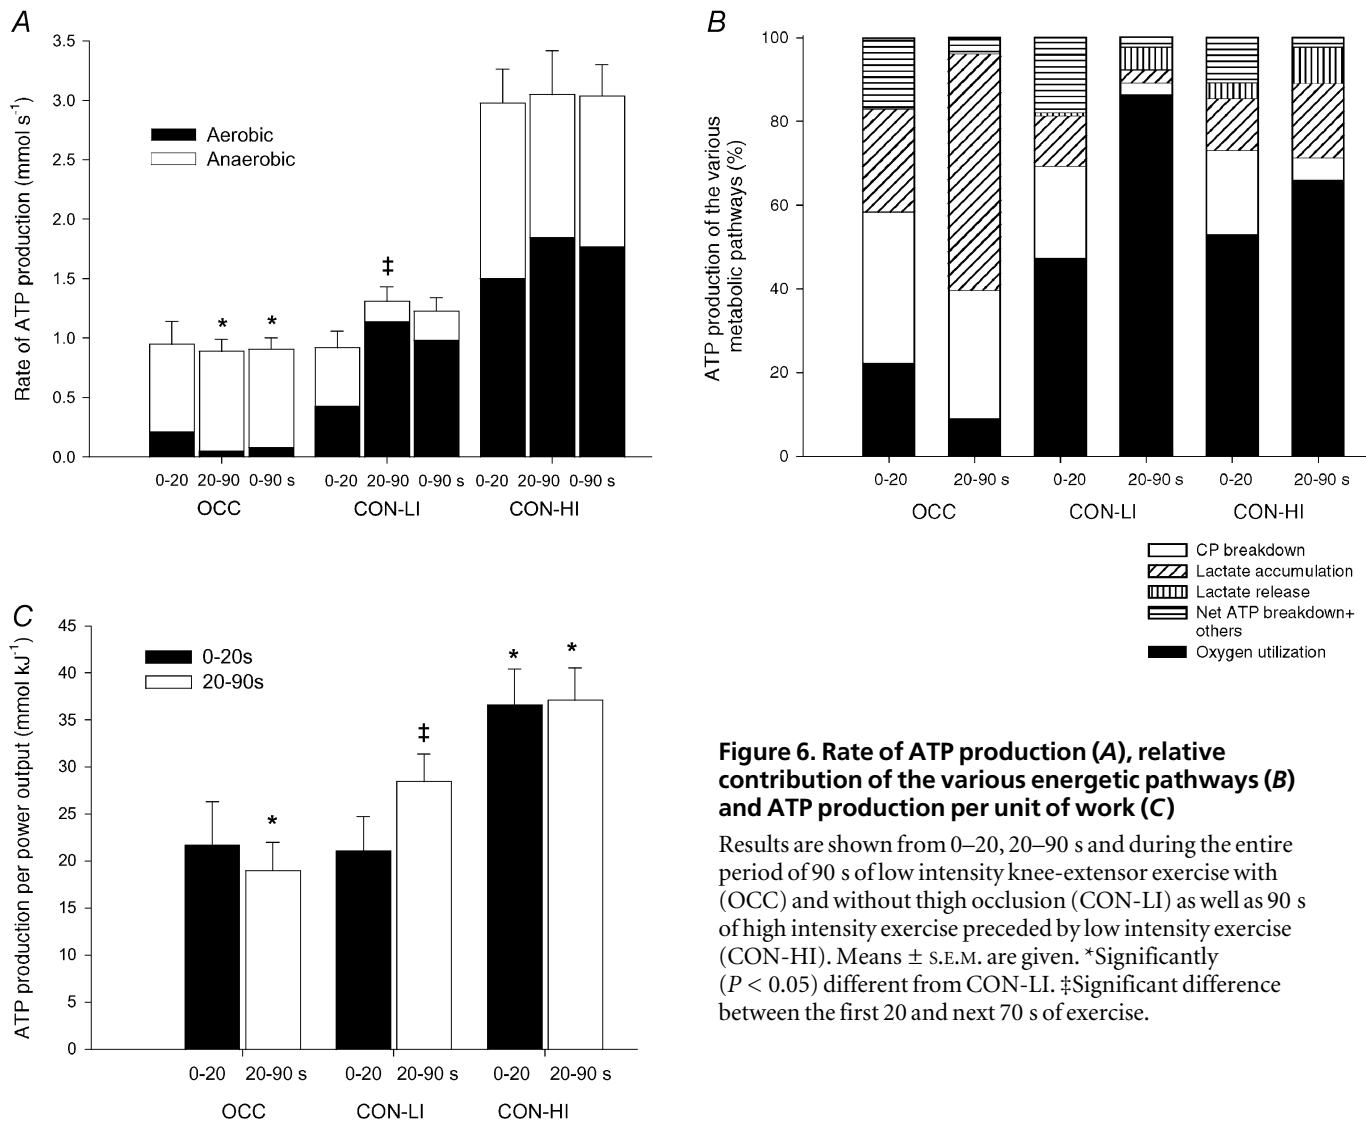 A
3.5
3.0
2.5
2.0
1.5
1.0
0.5
0.0
Rate of ATP production (mmol s⁻¹)
Aerobic
Anaerobic
*
*
‡
0-20 20-90 0-90 s
0-20 20-90 0-90 s
0-20 20-90 0-90 s
OCC CON-LI CON-HI
B
100
80
60
40
20
0
ATP production of the various
metabolic pathways (%)
0-20 20-90 s
0-20 20-90 s
0-20 20-90 s
OCC CON-LI CON-HI
CP breakdown
Lactate accumulation
Lactate release
Net ATP breakdown+
others
Oxygen utilization
C
45
40
35
30
25
20
15
10
5
0
ATP production per power output (mmol kJ⁻¹)
0-20s
20-90s
*
‡
*
*
0-20 20-90 s
0-20 20-90 s
0-20 20-90 s
OCC CON-LI CON-HI
Figure 6. Rate of ATP production (A), relative
contribution of the various energetic pathways (B)
and ATP production per unit of work (C)
Results are shown from 0–20, 20–90 s and during the entire
period of 90 s of low intensity knee-extensor exercise with
(OCC) and without thigh occlusion (CON-LI) as well as 90 s
of high intensity exercise preceded by low intensity exercise
(CON-HI). Means ± S.E.M. are given. *Significantly
(P < 0.05) different from CON-LI. ‡Significant difference
between the first 20 and next 70 s of exercise.